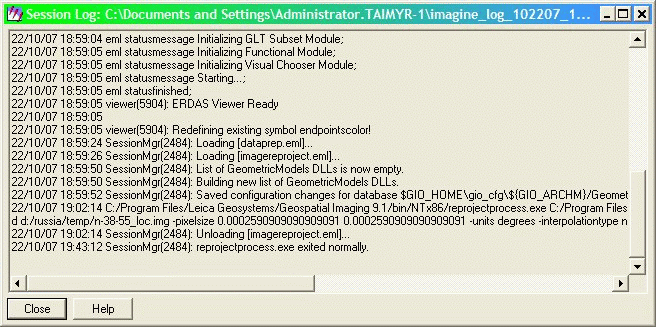 Session Log: C:\Documents and Settings\Administrator.TAIMYR-1\imagine_log_102207_1...
22/10/07 18:59:04 eml statusmessage Initializing GLT Subset Module;
22/10/07 18:59:05 eml statusmessage Initializing Functional Module;
22/10/07 18:59:05 eml statusmessage Initializing Visual Chooser Module;
22/10/07 18:59:05 eml statusmessage Starting...;
22/10/07 18:59:05 eml statusfinished;
22/10/07 18:59:05 viewer(5904): ERDAS Viewer Ready
22/10/07 18:59:05
22/10/07 18:59:05 viewer(5904): Redefining existing symbol endpointscolor!
22/10/07 18:59:24 SessionMgr(2484): Loading [dataprep.eml]...
22/10/07 18:59:26 SessionMgr(2484): Loading [imagereproject.eml]...
22/10/07 18:59:50 SessionMgr(2484): List of GeometricModels DLLs is now empty.
22/10/07 18:59:50 SessionMgr(2484): Building new list of GeometricModels DLLs.
22/10/07 18:59:52 SessionMgr(2484): Saved configuration changes for database $GIO_HOME\gio_cfg\${GIO_ARCHM}/Geomet
22/10/07 19:02:14 C:/Program Files/Leica Geosystems/Geospatial Imaging 9.1/bin/NTx86/reprojectprocess.exe C:/Program Files
d d:/russia/temp/n-38-55_loc.img -pixelsize 0.0002590909090909091 0.0002590909090909091 -units degrees -interpolationtype n
22/10/07 19:02:14 SessionMgr(2484): Unloading [imagereproject.eml]...
22/10/07 19:43:12 SessionMgr(2484): reprojectprocess.exe exited normally.
Close Help